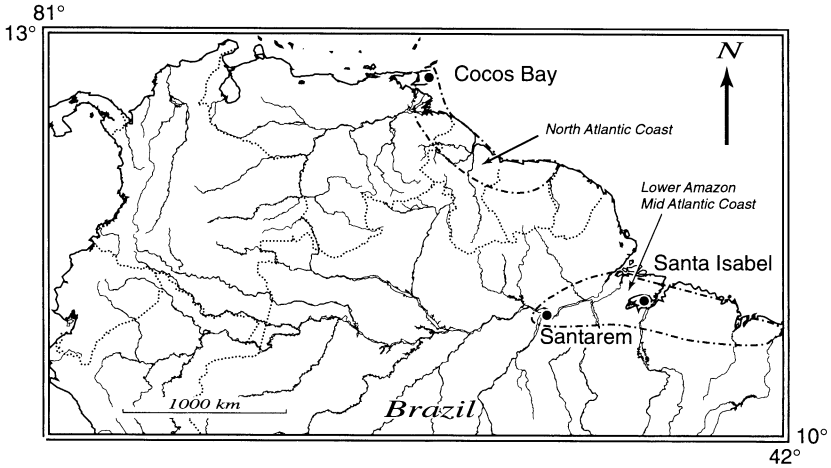 81°
13°
N
Cocos Bay
North Atlantic Coast
Lower Amazon
Mid Atlantic Coast
Santa Isabel
Santarem
1000 km
Brazil
10°
42°